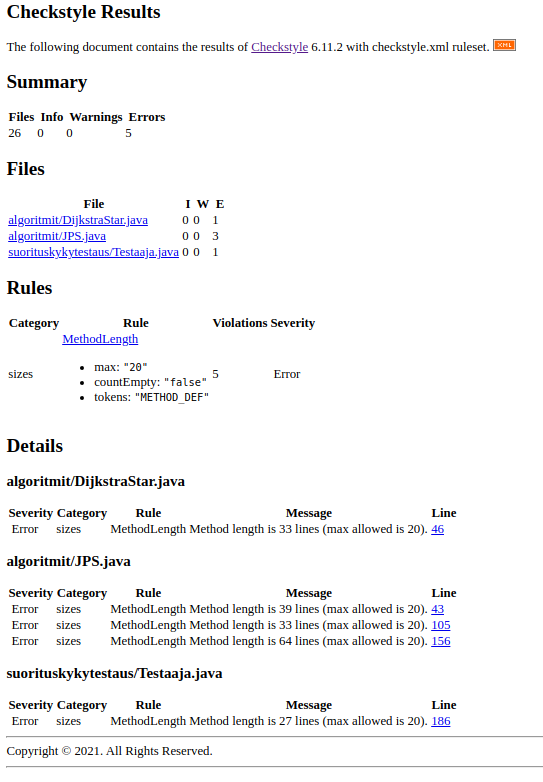 Checkstyle Results
The following document contains the results of Checkstyle 6.11.2 with checkstyle.xml ruleset. XML
Summary
Files Info Warnings Errors
26 0 0 5
Files
File I W E
algoritmit/DijkstraStar.java 0 0 1
algoritmit/JPS.java 0 0 3
suorituskykytestaus/Testaaja.java 0 0 1
Rules
Category Rule Violations Severity
MethodLength
• max: "20"
sizes • countEmpty: "false" 5 Error
• tokens: "METHOD_DEF"
Details
algoritmit/DijkstraStar.java
Severity Category Rule Message Line
Error sizes MethodLength Method length is 33 lines (max allowed is 20). 46
algoritmit/JPS.java
Severity Category Rule Message Line
Error sizes MethodLength Method length is 39 lines (max allowed is 20). 43
Error sizes MethodLength Method length is 33 lines (max allowed is 20). 105
Error sizes MethodLength Method length is 64 lines (max allowed is 20). 156
suorituskykytestaus/Testaaja.java
Severity Category Rule Message Line
Error sizes MethodLength Method length is 27 lines (max allowed is 20). 186
Copyright © 2021. All Rights Reserved.